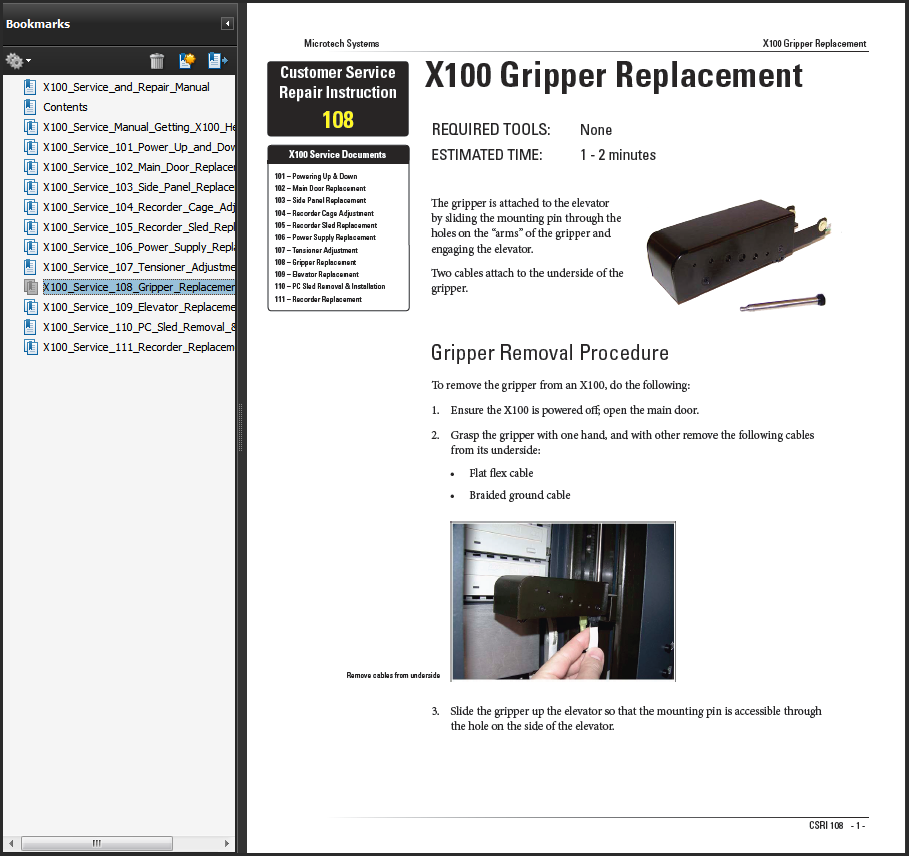 Bookmarks
X100_Service_and_Repair_Manual
Contents
X100_Service_Manual_Getting_X100_He
X100_Service_101_Power_Up_and_Dow
X100_Service_102_Main_Door_Replacer
X100_Service_103_Side_Panel_Replace
X100_Service_104_Recorder_Cage_Adj
X100_Service_105_Recorder_Sled_Repl
X100_Service_106_Power_Supply_Repla
X100_Service_107_Tensioner_Adjustme
X100_Service_108_Gripper_Replacemer
X100_Service_109_Elevator_Replaceme
X100_Service_110_PC_Sled_Removal_&
X100_Service_111_Recorder_Replacem
Microtech Systems
X100 Gripper Replacement
Customer Service
Repair Instruction
108
X100 Service Documents
101 – Powering Up & Down
102 – Main Door Replacement
103 – Side Panel Replacement
104 – Recorder Cage Adjustment
105 – Recorder Sled Replacement
106 – Power Supply Replacement
107 – Tensioner Adjustment
108 – Gripper Replacement
109 – Elevator Replacement
110 – PC Sled Removal & Installation
111 – Recorder Replacement
X100 Gripper Replacement
REQUIRED TOOLS: None
ESTIMATED TIME: 1 - 2 minutes
The gripper is attached to the elevator
by sliding the mounting pin through the
holes on the “arms” of the gripper and
engaging the elevator.
Two cables attach to the underside of the
gripper.
Gripper Removal Procedure
To remove the gripper from an X100, do the following:
1. Ensure the X100 is powered off; open the main door.
2. Grasp the gripper with one hand, and with other remove the following cables
from its underside:
• Flat flex cable
• Braided ground cable
Remove cables from underside
3. Slide the gripper up the elevator so that the mounting pin is accessible through
the hole on the side of the elevator.
CSRI 108 - 1 -